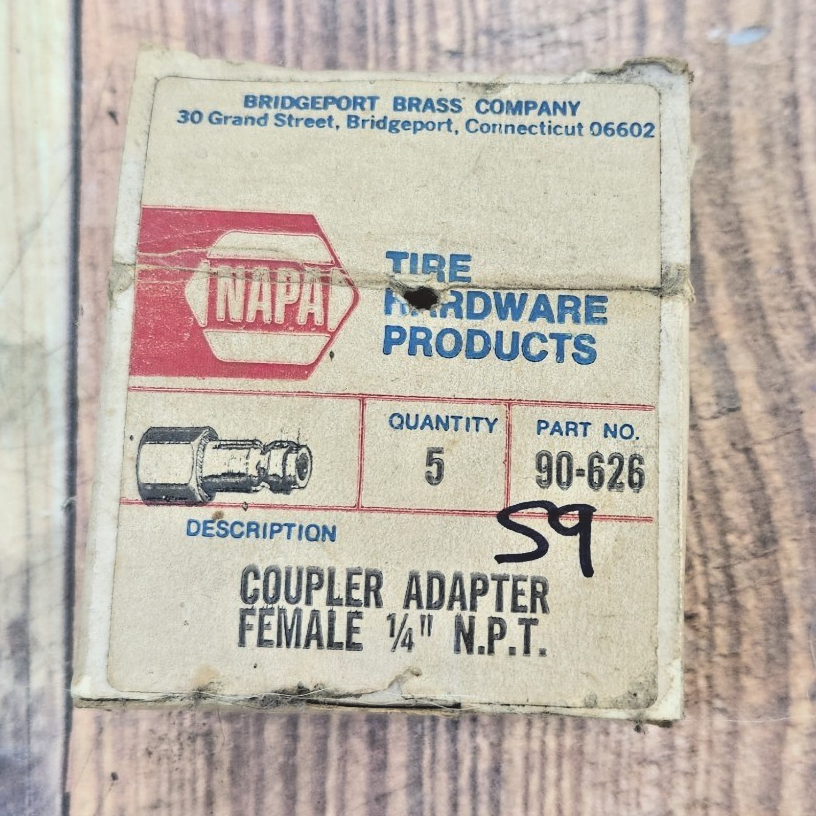 BRIDGEPORT BRASS COMPANY
30 Grand Street, Bridgeport, Connecticut 06602
NAPA
TIRE
HARDWARE
PRODUCTS
QUANTITY
5
PART NO.
90-626
59
DESCRIPTION
COUPLER ADAPTER
FEMALE 1/4" N.P.T.